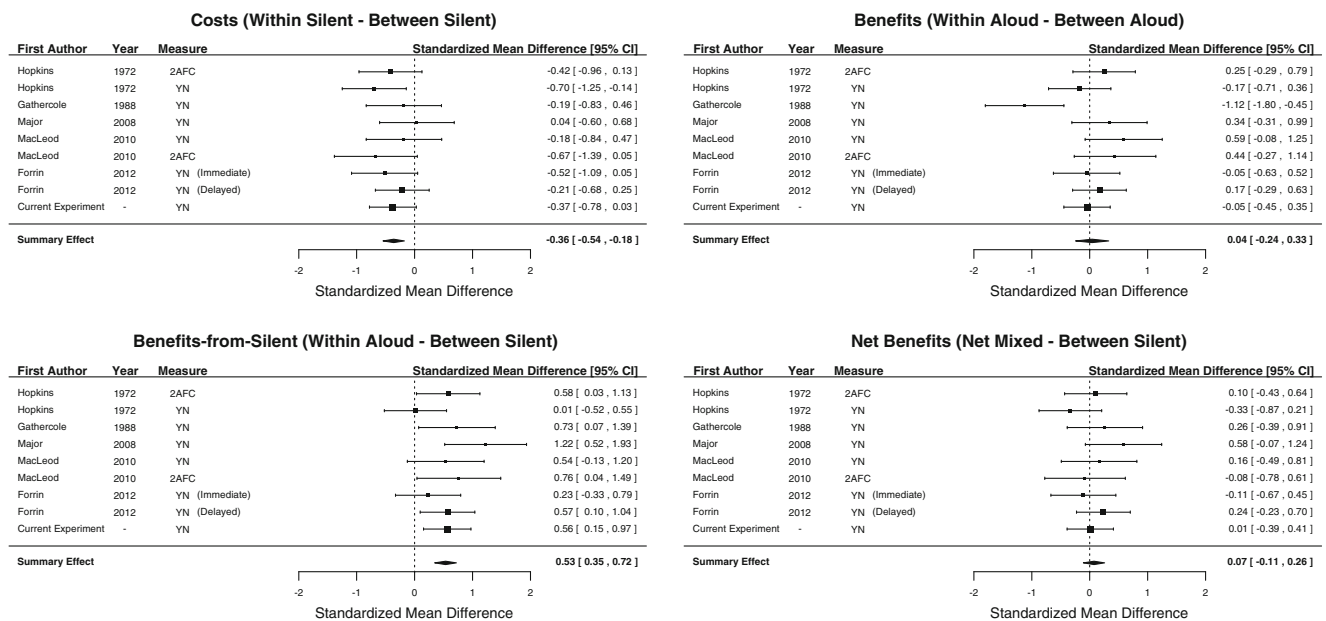 Costs (Within Silent - Between Silent)
First Author Year Measure Standardized Mean Difference [95% CI]
Hopkins 1972 2AFC -0.42 [ -0.96 , 0.13 ]
Hopkins 1972 YN -0.70 [ -1.25 , -0.14 ]
Gathercole 1988 YN -0.19 [ -0.83 , 0.46 ]
Major 2008 YN 0.04 [ -0.60 , 0.68 ]
MacLeod 2010 YN -0.18 [ -0.84 , 0.47 ]
MacLeod 2010 2AFC -0.67 [ -1.39 , 0.05 ]
Forrin 2012 YN (Immediate) -0.52 [ -1.09 , 0.05 ]
Forrin 2012 YN (Delayed) -0.21 [ -0.68 , 0.25 ]
Current Experiment - YN -0.37 [ -0.78 , 0.03 ]
Summary Effect -0.36 [ -0.54 , -0.18 ]
-2 -1 0 1 2
Standardized Mean Difference
Benefits (Within Aloud - Between Aloud)
First Author Year Measure Standardized Mean Difference [95% CI]
Hopkins 1972 2AFC 0.25 [ -0.29 , 0.79 ]
Hopkins 1972 YN -0.17 [ -0.71 , 0.36 ]
Gathercole 1988 YN -1.12 [ -1.80 , -0.45 ]
Major 2008 YN 0.34 [ -0.31 , 0.99 ]
MacLeod 2010 YN 0.59 [ -0.08 , 1.25 ]
MacLeod 2010 2AFC 0.44 [ -0.27 , 1.14 ]
Forrin 2012 YN (Immediate) -0.05 [ -0.63 , 0.52 ]
Forrin 2012 YN (Delayed) 0.17 [ -0.29 , 0.63 ]
Current Experiment - YN -0.05 [ -0.45 , 0.35 ]
Summary Effect 0.04 [ -0.24 , 0.33 ]
-2 -1 0 1 2
Standardized Mean Difference
Benefits-from-Silent (Within Aloud - Between Silent)
First Author Year Measure Standardized Mean Difference [95% CI]
Hopkins 1972 2AFC 0.58 [ 0.03 , 1.13 ]
Hopkins 1972 YN 0.01 [ -0.52 , 0.55 ]
Gathercole 1988 YN 0.73 [ 0.07 , 1.39 ]
Major 2008 YN 1.22 [ 0.52 , 1.93 ]
MacLeod 2010 YN 0.54 [ -0.13 , 1.20 ]
MacLeod 2010 2AFC 0.76 [ 0.04 , 1.49 ]
Forrin 2012 YN (Immediate) 0.23 [ -0.33 , 0.79 ]
Forrin 2012 YN (Delayed) 0.57 [ 0.10 , 1.04 ]
Current Experiment - YN 0.56 [ 0.15 , 0.97 ]
Summary Effect 0.53 [ 0.35 , 0.72 ]
-2 -1 0 1 2
Standardized Mean Difference
Net Benefits (Net Mixed - Between Silent)
First Author Year Measure Standardized Mean Difference [95% CI]
Hopkins 1972 2AFC 0.10 [ -0.43 , 0.64 ]
Hopkins 1972 YN -0.33 [ -0.87 , 0.21 ]
Gathercole 1988 YN 0.26 [ -0.39 , 0.91 ]
Major 2008 YN 0.58 [ -0.07 , 1.24 ]
MacLeod 2010 YN 0.16 [ -0.49 , 0.81 ]
MacLeod 2010 2AFC -0.08 [ -0.78 , 0.61 ]
Forrin 2012 YN (Immediate) -0.11 [ -0.67 , 0.45 ]
Forrin 2012 YN (Delayed) 0.24 [ -0.23 , 0.70 ]
Current Experiment - YN 0.01 [ -0.39 , 0.41 ]
Summary Effect 0.07 [ -0.11 , 0.26 ]
-2 -1 0 1 2
Standardized Mean Difference